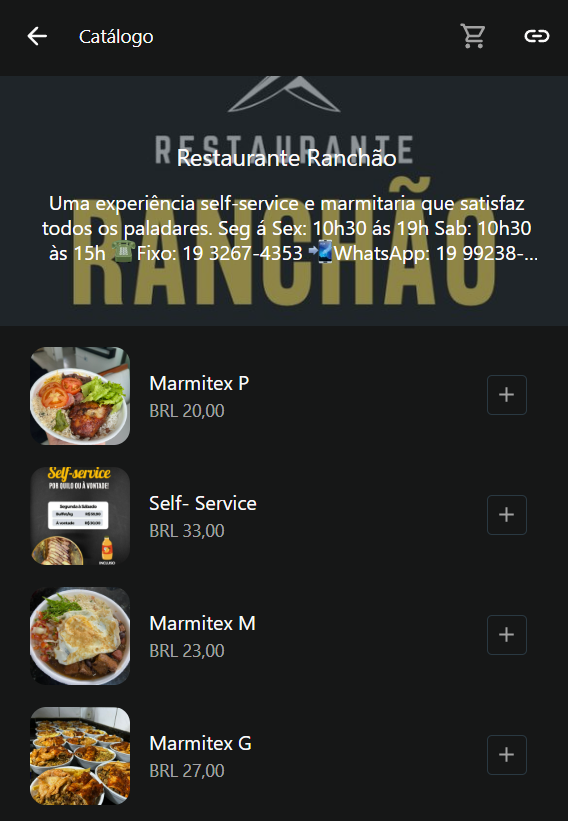 Catálogo
RESTAURANTE
Restaurante Ranchão
RANCHÃO
Uma experiência self-service e marmitaria que satisfaz
todos os paladares. Seg á Sex: 10h30 ás 19h Sab: 10h30
às 15h ☎️Fixo: 19 3267-4353 📲WhatsApp: 19 99238-...
Marmitex P
BRL 20,00
Self-service
POR QUILO OU À VONTADE!
Segunda à Sábado
INCLUSO
Self- Service
BRL 33,00
Marmitex M
BRL 23,00
Marmitex G
BRL 27,00